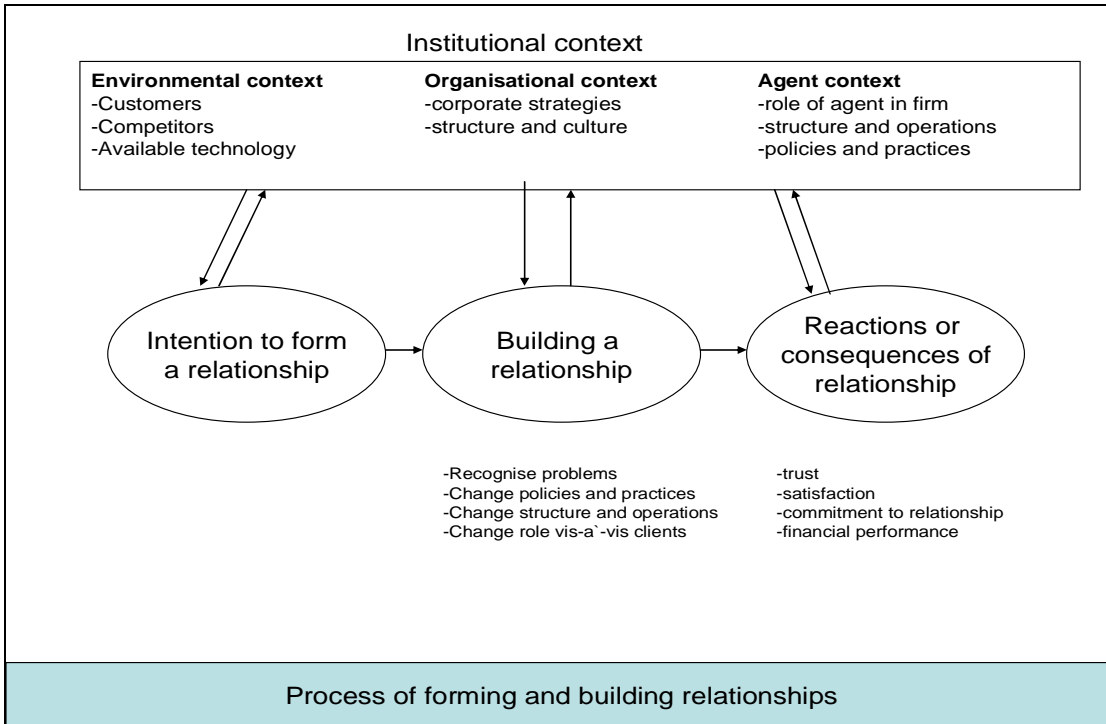 Institutional context
Environmental context
-Customers
-Competitors
-Available technology
Organisational context
-corporate strategies
-structure and culture
Agent context
-role of agent in firm
-structure and operations
-policies and practices
Intention to form
a relationship
Building a
relationship
Reactions or
consequences of
relationship
-Recognise problems
-Change policies and practices
-Change structure and operations
-Change role vis-a`-vis clients
-trust
-satisfaction
-commitment to relationship
-financial performance
Process of forming and building relationships